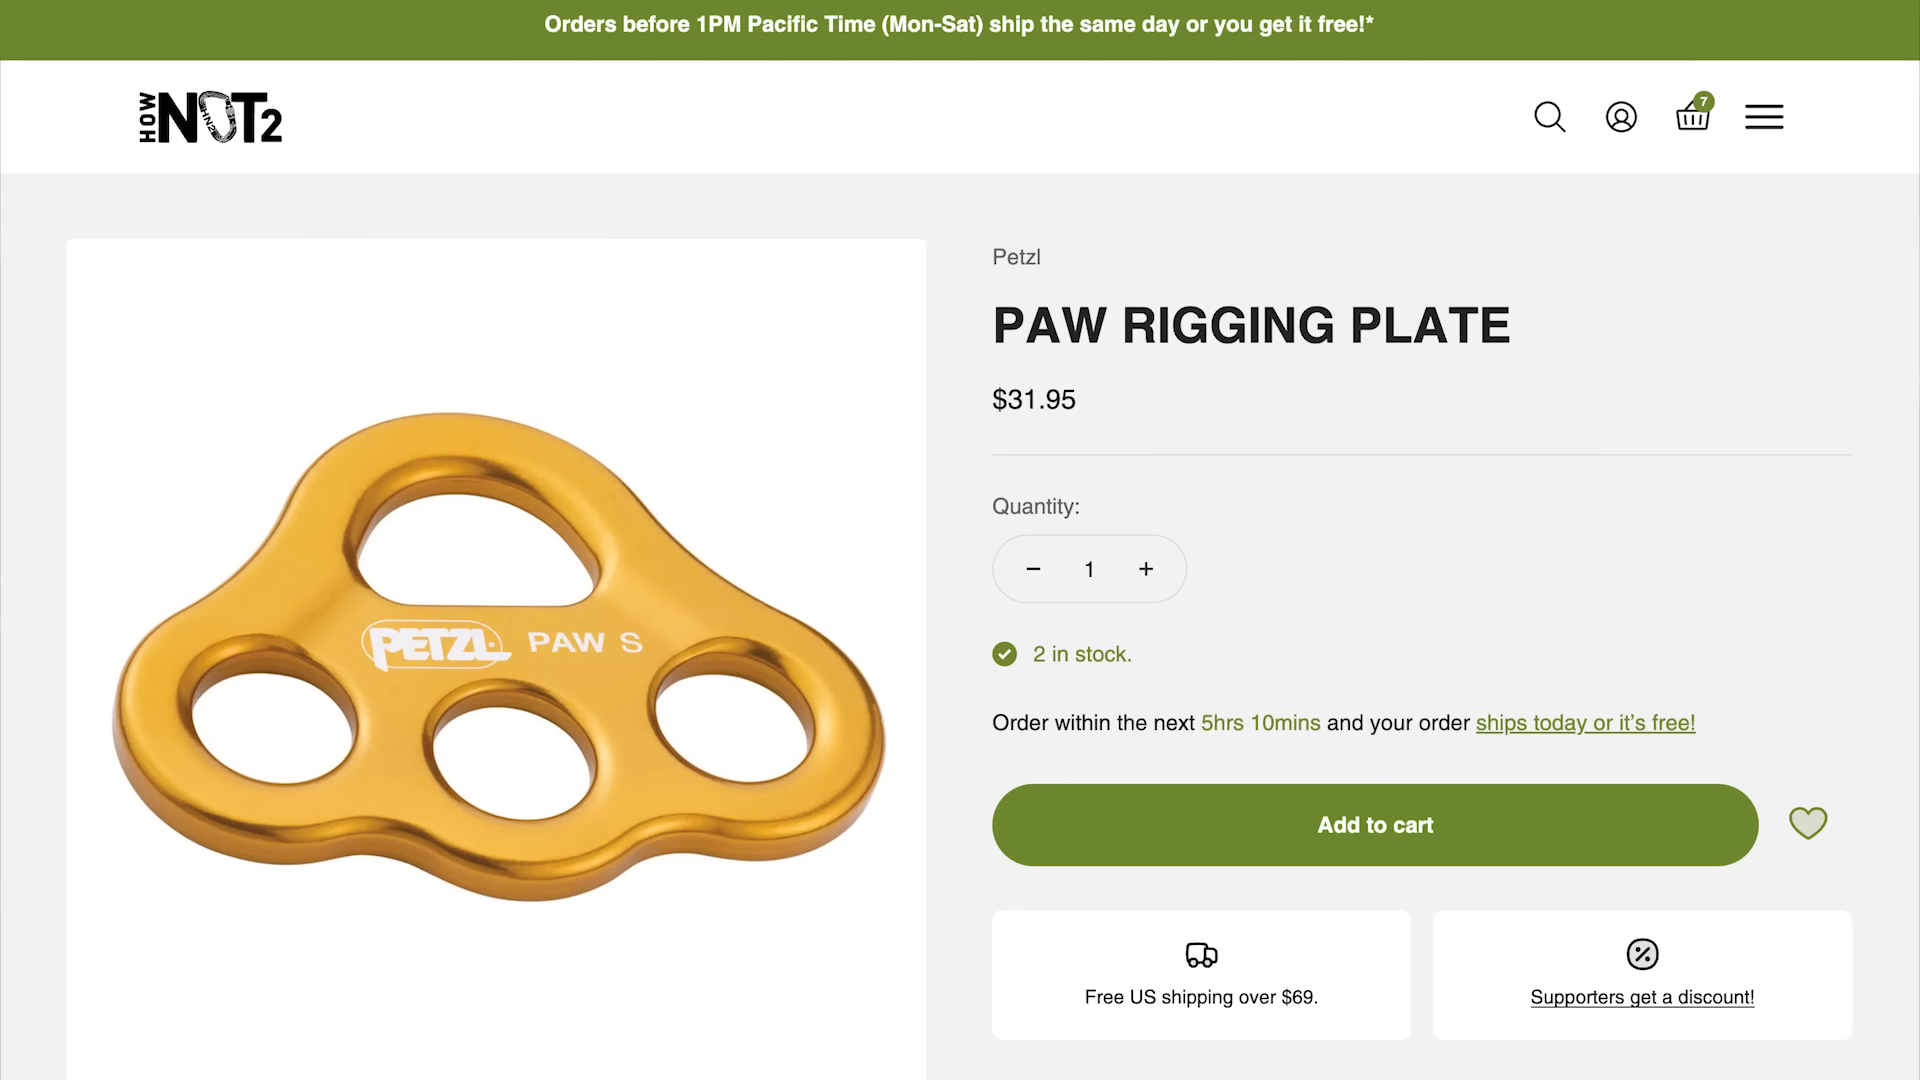 Orders before 1PM Pacific Time (Mon-Sat) ship the same day or you get it free!*
HOW NOT2
HN2
7
Petzl
PAW RIGGING PLATE
$31.95
Quantity:
− 1 +
2 in stock.
Order within the next 5hrs 10mins and your order ships today or it’s free!
Add to cart
Free US shipping over $69.
Supporters get a discount!
PETZL PAW S